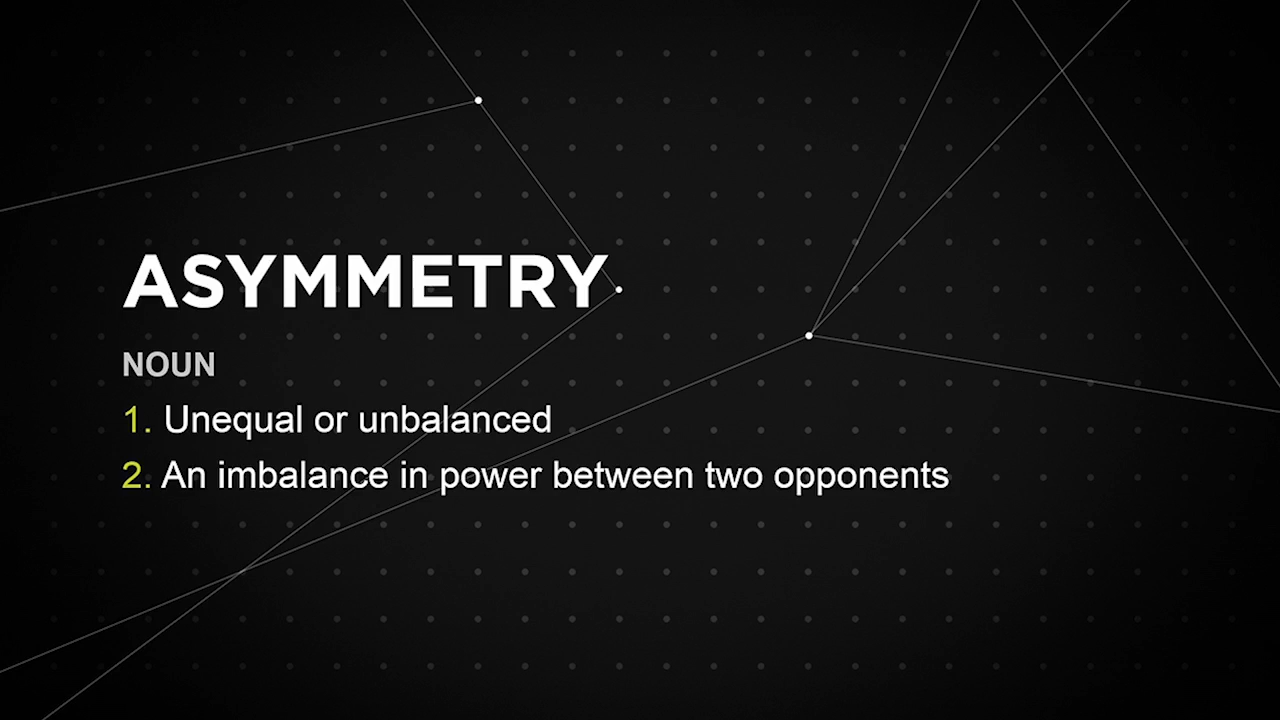 ASYMMETRY
NOUN
1. Unequal or unbalanced
2. An imbalance in power between two opponents